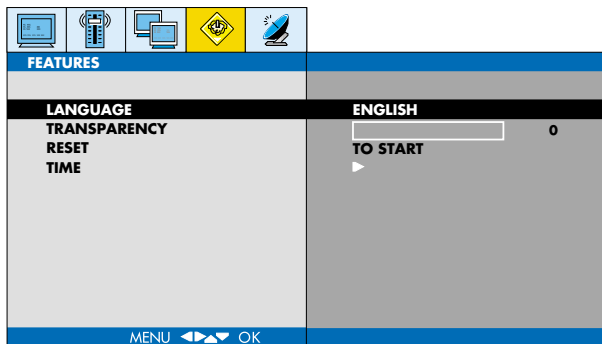 FEATURES
LANGUAGE ENGLISH
TRANSPARENCY 0
RESET TO START
TIME
MENU OK